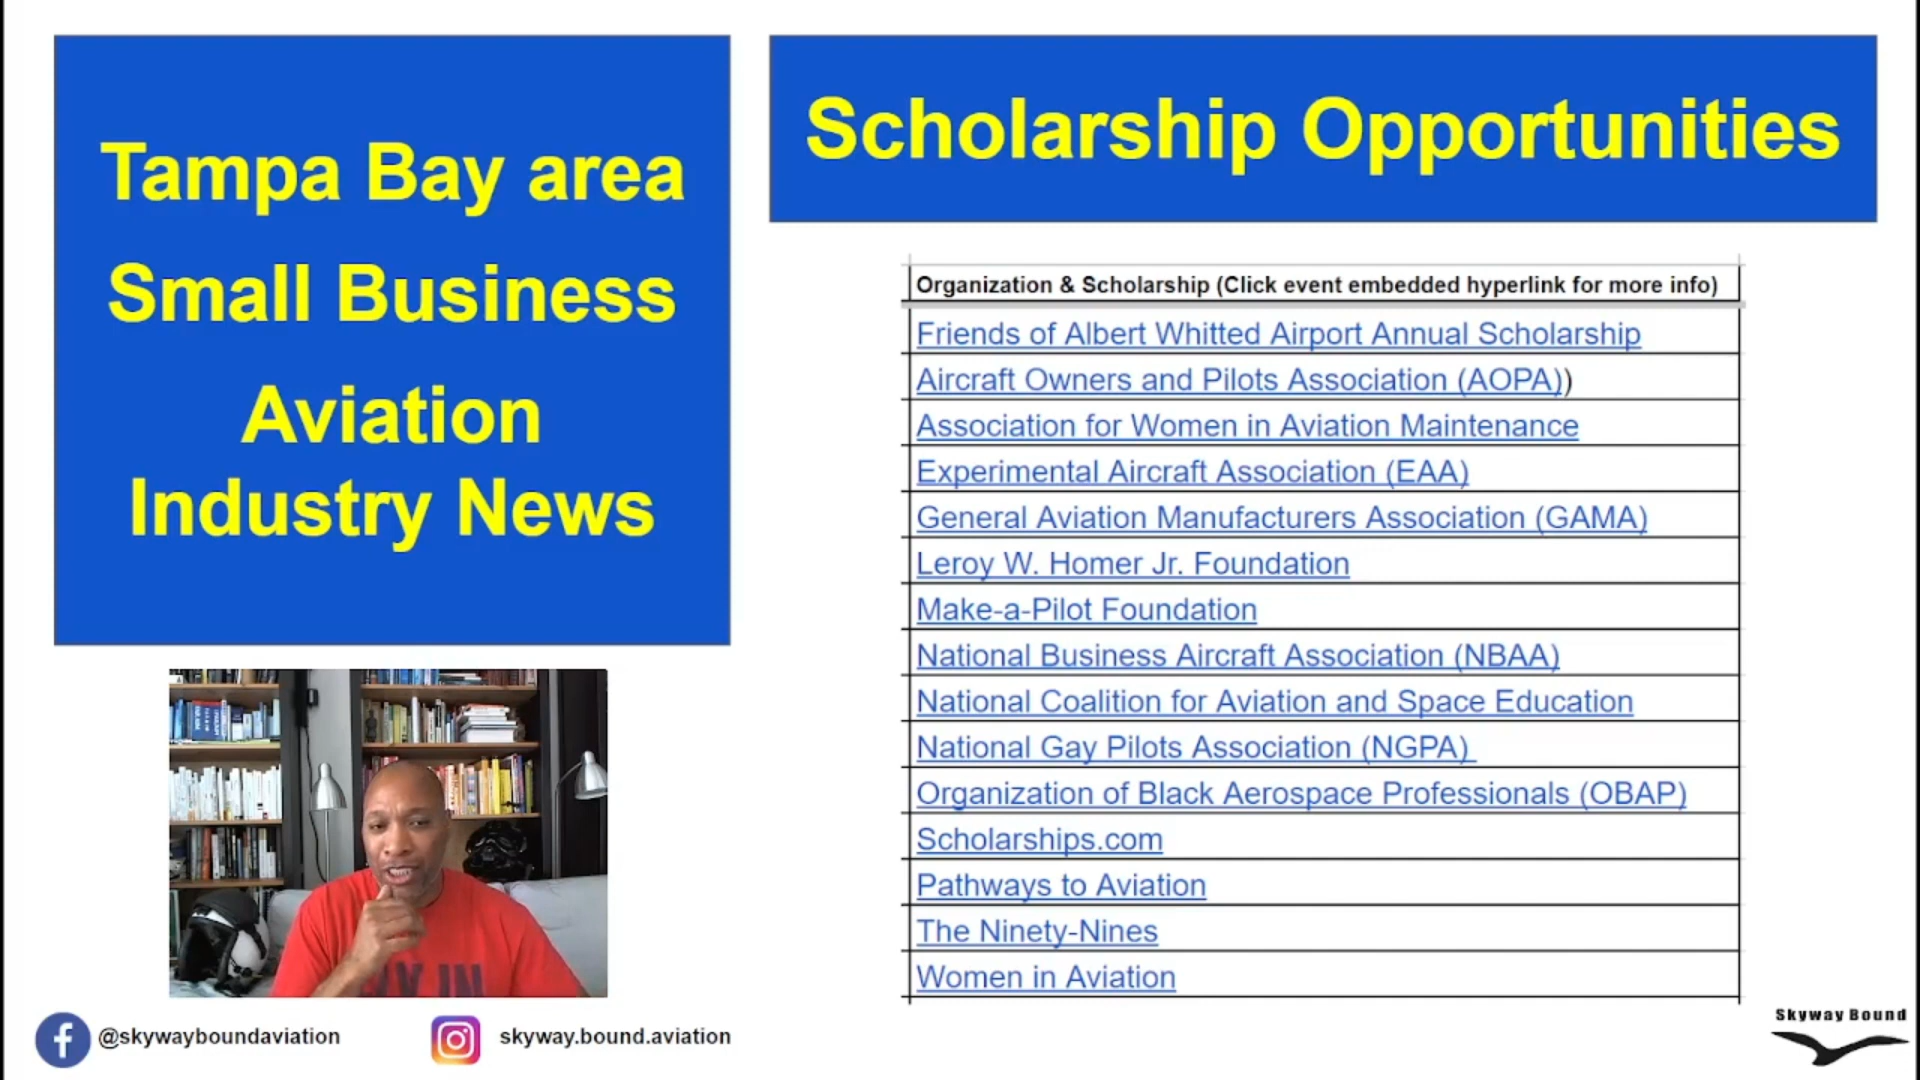 Tampa Bay area
Small Business
Aviation
Industry News
Scholarship Opportunities
Organization & Scholarship (Click event embedded hyperlink for more info)
Friends of Albert Whitted Airport Annual Scholarship
Aircraft Owners and Pilots Association (AOPA))
Association for Women in Aviation Maintenance
Experimental Aircraft Association (EAA)
General Aviation Manufacturers Association (GAMA)
Leroy W. Homer Jr. Foundation
Make-a-Pilot Foundation
National Business Aircraft Association (NBAA)
National Coalition for Aviation and Space Education
National Gay Pilots Association (NGPA)
Organization of Black Aerospace Professionals (OBAP)
Scholarships.com
Pathways to Aviation
The Ninety-Nines
Women in Aviation
@skywayboundaviation
skyway.bound.aviation
Skyway Bound